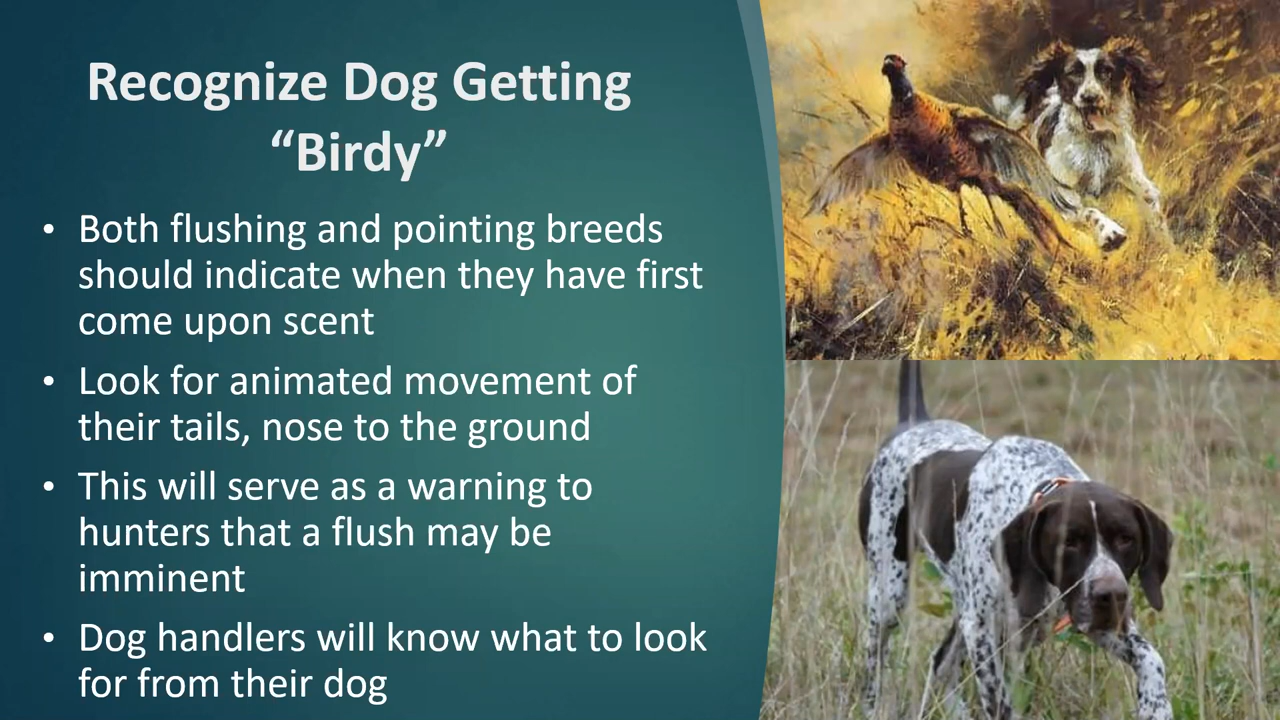 Recognize Dog Getting
“Birdy”
• Both flushing and pointing breeds
should indicate when they have first
come upon scent
• Look for animated movement of
their tails, nose to the ground
• This will serve as a warning to
hunters that a flush may be
imminent
• Dog handlers will know what to look
for from their dog